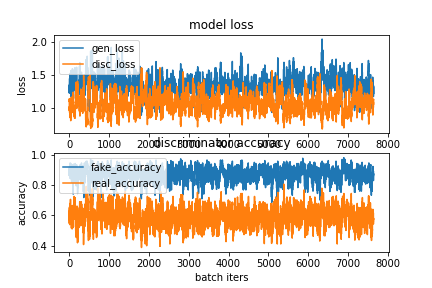 model loss
2.0
1.5
1.0
loss
gen_loss
disc_loss
0 1000 2000 3000 4000 5000 6000 7000 8000
discriminator accuracy
1.0
0.8
0.6
0.4
accuracy
fake_accuracy
real_accuracy
0 1000 2000 3000 4000 5000 6000 7000 8000
batch iters